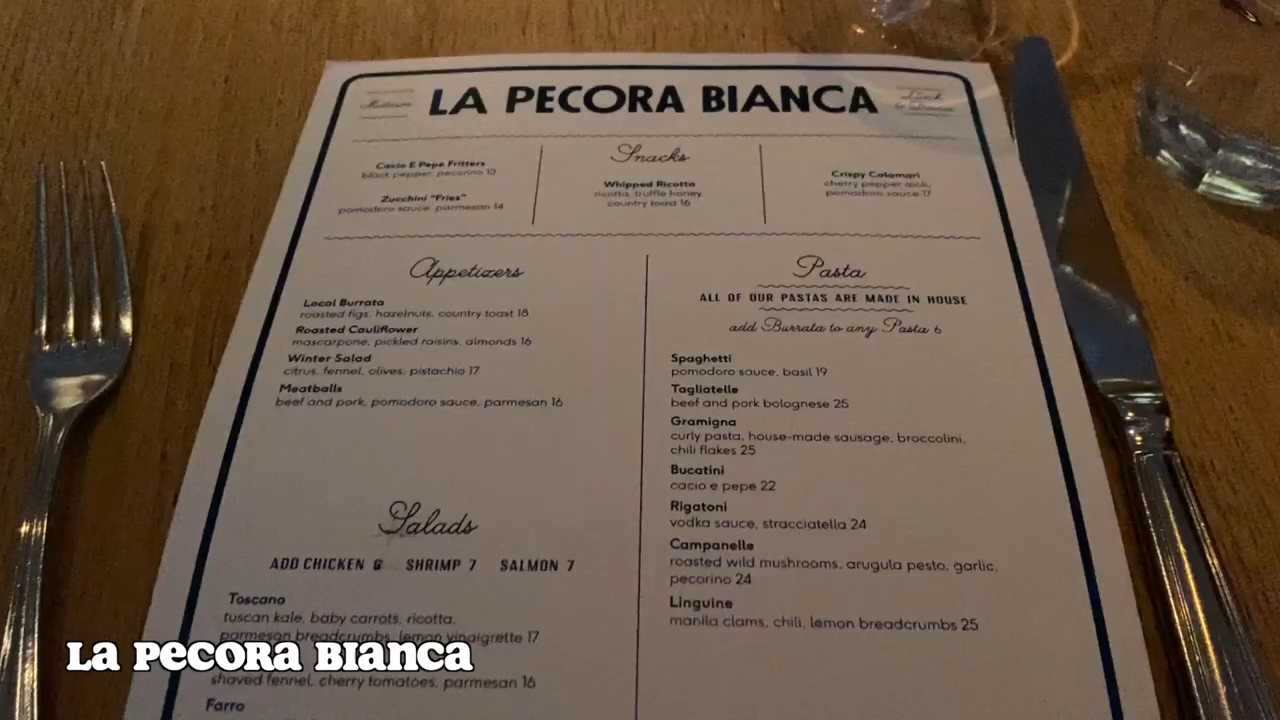 LA PECORA BIANCA
Snacks
Cacio E Pepe Fritters
black pepper, pecorino 13
Zucchini "Fries"
pomodoro sauce, parmesan 14
Whipped Ricotta
ricotta, truffle honey,
country toast 16
Crispy Calamari
cherry pepper aioli,
pomodoro sauce 17
Appetizers
Local Burrata
roasted figs, hazelnuts, country toast 18
Roasted Cauliflower
mascarpone, pickled raisins, almonds 16
Winter Salad
citrus, fennel, olives, pistachio 17
Meatballs
beef and pork, pomodoro sauce, parmesan 16
Salads
ADD CHICKEN 6 SHRIMP 7 SALMON 7
Toscano
tuscan kale, baby carrots, ricotta,
parmesan breadcrumbs, lemon vinaigrette 17
shaved fennel, cherry tomatoes, parmesan 16
Farro
Pasta
ALL OF OUR PASTAS ARE MADE IN HOUSE
add Burrata to any Pasta 6
Spaghetti
pomodoro sauce, basil 19
Tagliatelle
beef and pork bolognese 25
Gramigna
curly pasta, house-made sausage, broccolini,
chili flakes 25
Bucatini
cacio e pepe 22
Rigatoni
vodka sauce, stracciatella 24
Campanelle
roasted wild mushrooms, arugula pesto, garlic,
pecorino 24
Linguine
manila clams, chili, lemon breadcrumbs 25
LA PECORA BIANCA